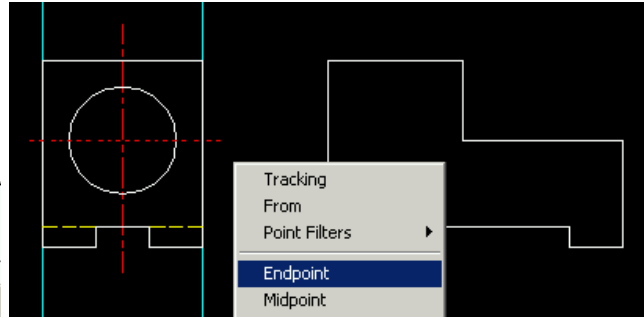 Tracking
From
Point Filters
Endpoint
Midpoint